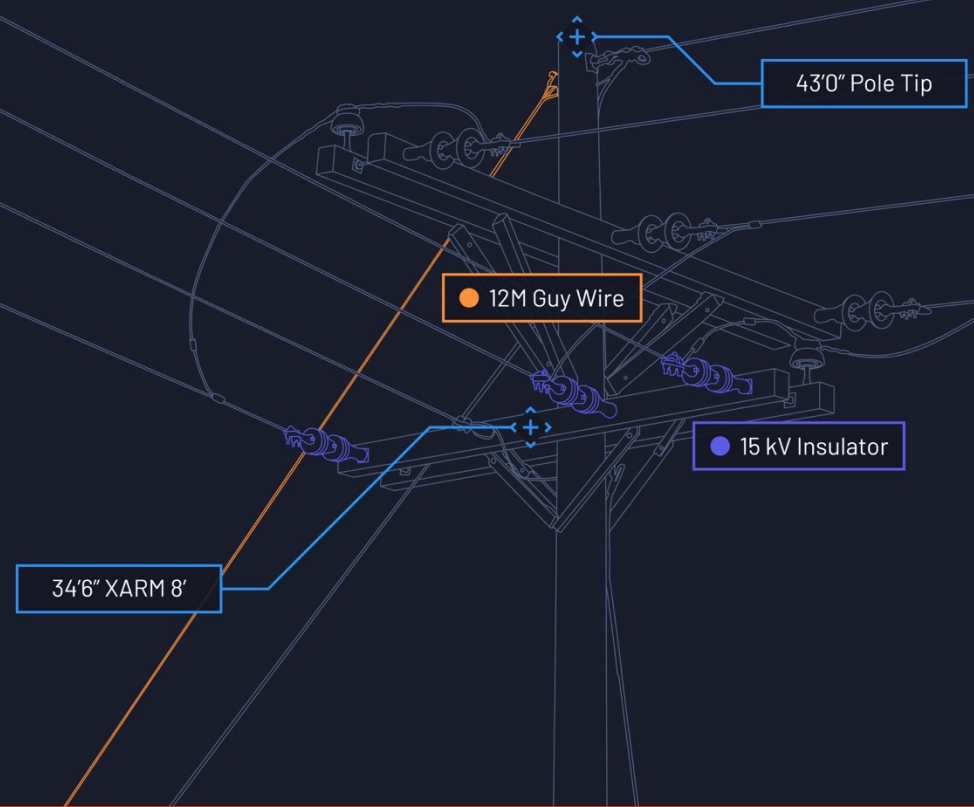 43'0" Pole Tip
12M Guy Wire
15 kV Insulator
34'6" XARM 8'